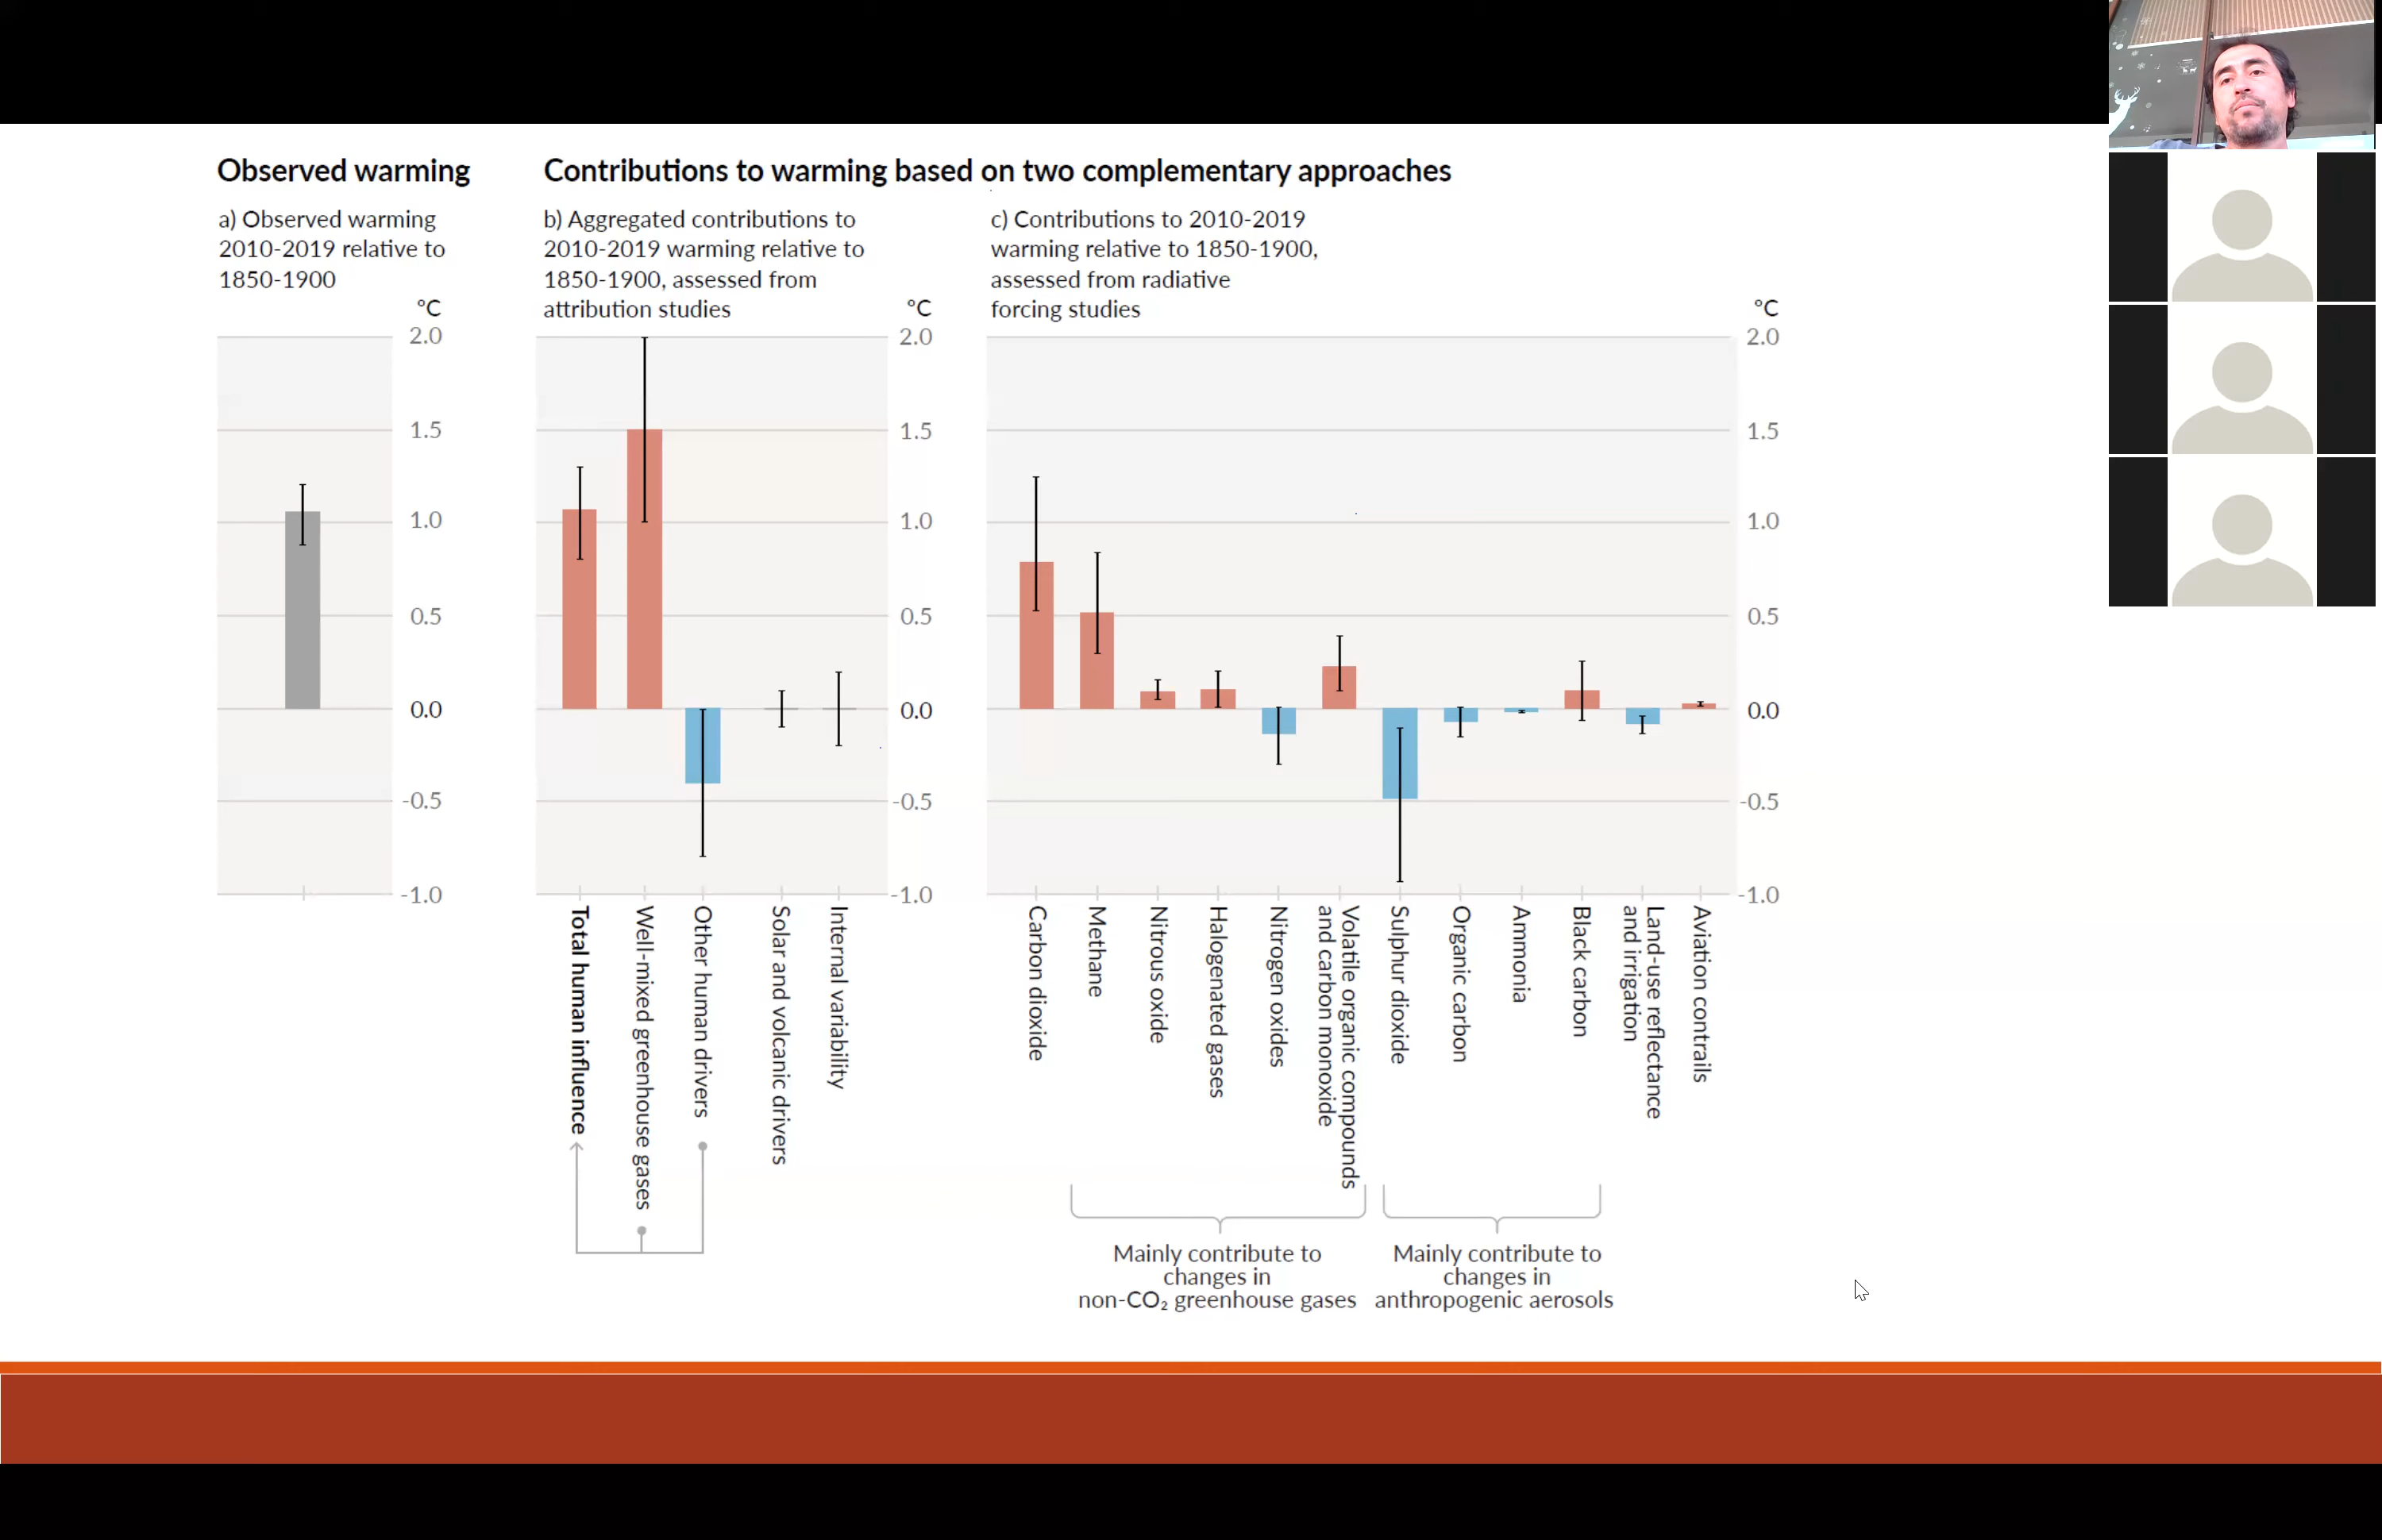 Observed warming
a) Observed warming
2010-2019 relative to
1850-1900
°C
2.0
1.5
1.0
0.5
0.0
-0.5
-1.0
Contributions to warming based on two complementary approaches
b) Aggregated contributions to
2010-2019 warming relative to
1850-1900, assessed from
attribution studies
°C
2.0
1.5
1.0
0.5
0.0
-0.5
-1.0
Total human influence
Well-mixed greenhouse gases
Other human drivers
Solar and volcanic drivers
Internal variability
c) Contributions to 2010-2019
warming relative to 1850-1900,
assessed from radiative
forcing studies
°C
2.0
1.5
1.0
0.5
0.0
-0.5
-1.0
Carbon dioxide
Methane
Nitrous oxide
Halogenated gases
Nitrogen oxides
Volatile organic compounds
and carbon monoxide
Sulphur dioxide
Organic carbon
Ammonia
Black carbon
Land-use reflectance
and irrigation
Aviation contrails
Mainly contribute to
changes in
non-CO₂ greenhouse gases
Mainly contribute to
changes in
anthropogenic aerosols